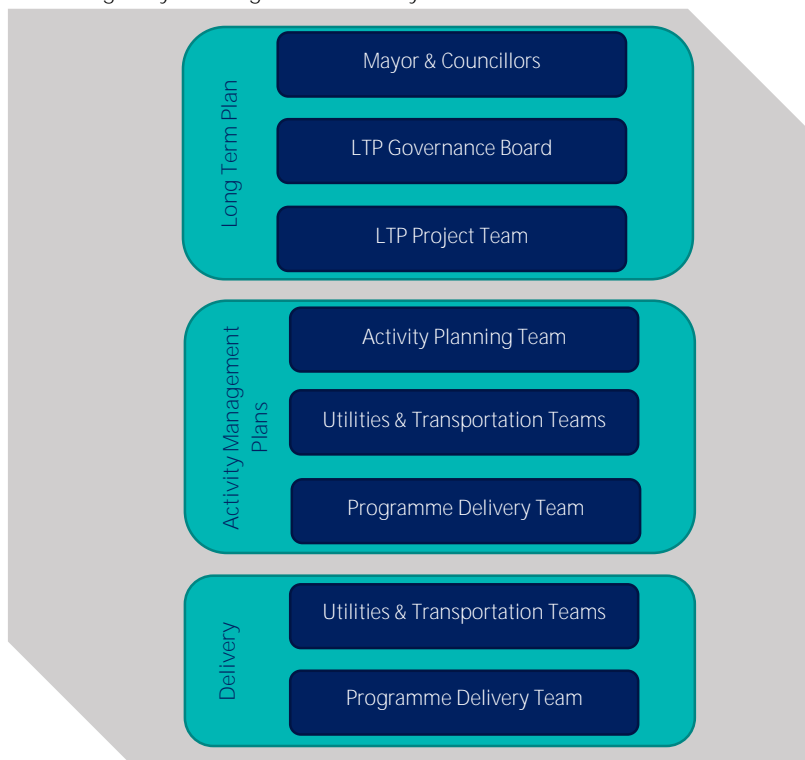 Long Term Plan
Mayor & Councillors
LTP Governance Board
LTP Project Team
Activity Management
Plans
Activity Planning Team
Utilities & Transportation Teams
Programme Delivery Team
Delivery
Utilities & Transportation Teams
Programme Delivery Team